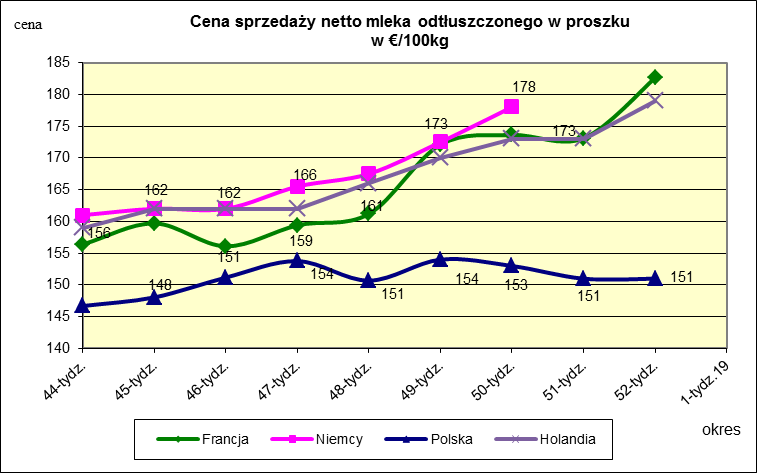 cena
Cena sprzedaży netto mleka odtłuszczonego w proszku
w €/100kg
185
180
175
170
165
160
155
150
145
140
156
148
162
162
151
166
159
154
161
151
173
154
178
153
173
151
151
44-tydz.
45-tydz.
46-tydz.
47-tydz.
48-tydz.
49-tydz.
50-tydz.
51-tydz.
52-tydz.
1-tydz.19
okres
Francja Niemcy Polska Holandia